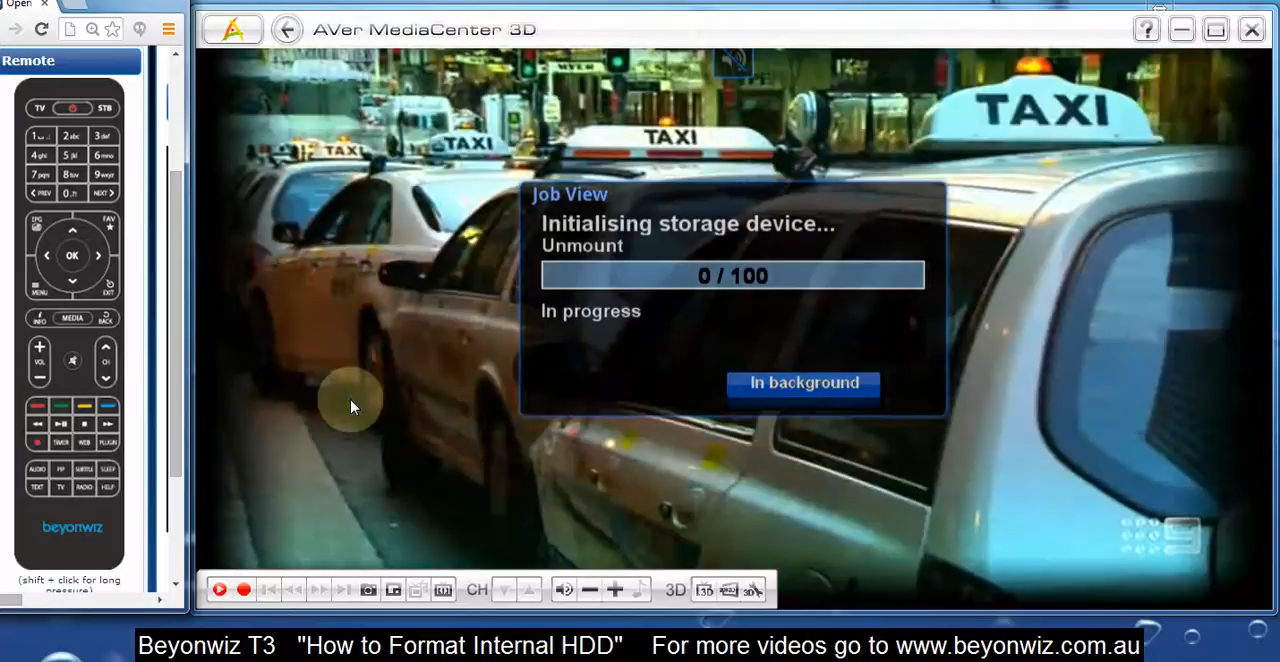 Open
AVer MediaCenter 3D
Remote
TV STB
1 2abc 3def
4ghi 5jkl 6mno
7pqrs 8tuv 9wxyz
PREV 0 NEXT
EPG FAV
OK
MENU EXIT
INFO MEDIA BACK
VOL CH
TIMER WEB PLUGIN
AUDIO PIP SUBTITLE SLEEP
TEXT TV RADIO HELP
beyonwiz
(shift + click for long
press)
MYER
TAXI
TAXI
TAXI
TAXI
Job View
Initialising storage device...
Unmount
0 / 100
In progress
In background
CH
3D
Beyonwiz T3 "How to Format Internal HDD" For more videos go to www.beyonwiz.com.au